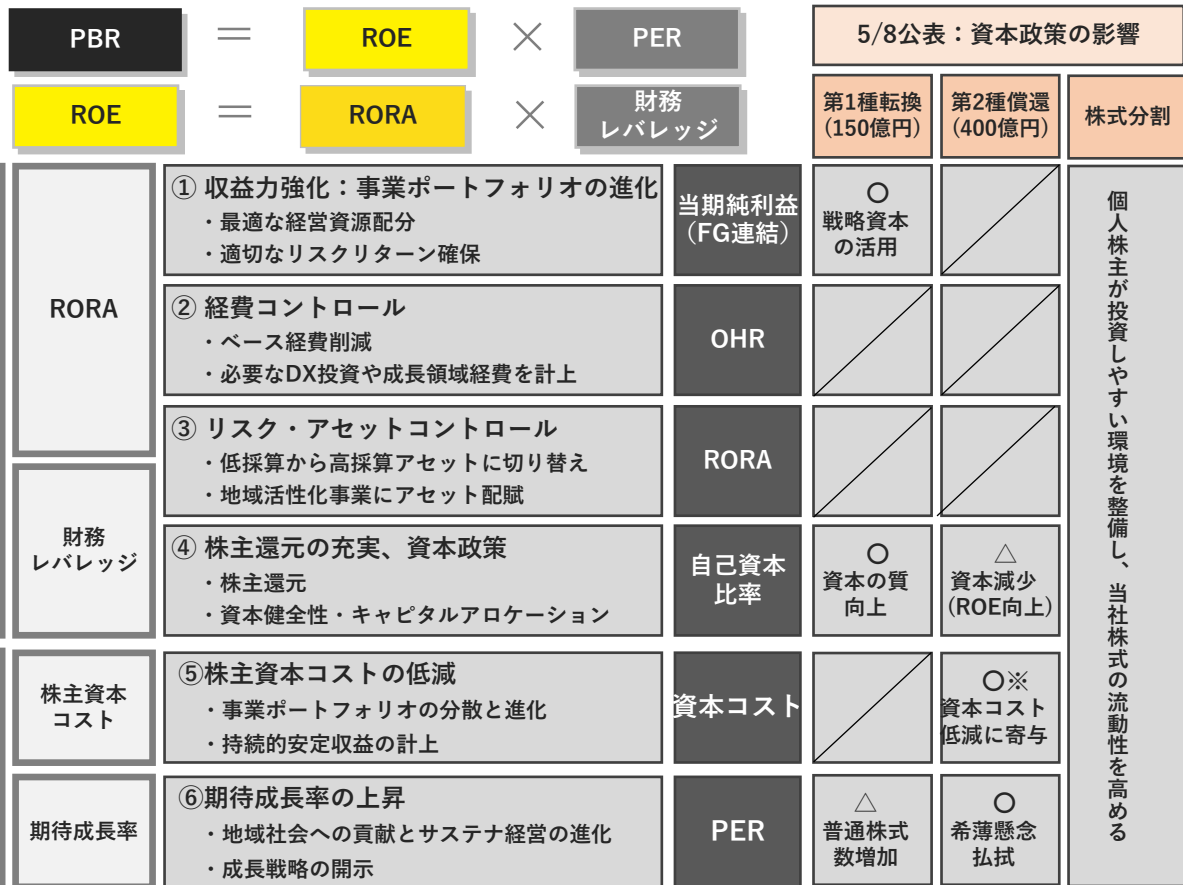 PBR = ROE × PER
ROE = RORA × 財務
レバレッジ
5/8公表：資本政策の影響
第1種転換
(150億円)
第2種償還
(400億円)
株式分割
RORA
① 収益力強化：事業ポートフォリオの進化
・最適な経営資源配分
・適切なリスクリターン確保
当期純利益
（FG連結）
○
戦略資本
の活用
② 経費コントロール
・ベース経費削減
・必要なDX投資や成長領域経費を計上
OHR
③ リスク・アセットコントロール
・低採算から高採算アセットに切り替え
・地域活性化事業にアセット配賦
RORA
財務
レバレッジ
④ 株主還元の充実、資本政策
・株主還元
・資本健全性・キャピタルアロケーション
自己資本
比率
○
資本の質
向上
△
資本減少
(ROE向上)
株主資本
コスト
⑤株主資本コストの低減
・事業ポートフォリオの分散と進化
・持続的安定収益の計上
資本コスト
○※
資本コスト
低減に寄与
期待成長率
⑥期待成長率の上昇
・地域社会への貢献とサステナ経営の進化
・成長戦略の開示
PER
△
普通株式
数増加
○
希薄懸念
払拭
個人株主が投資しやすい環境を整備し、当社株式の流動性を高める